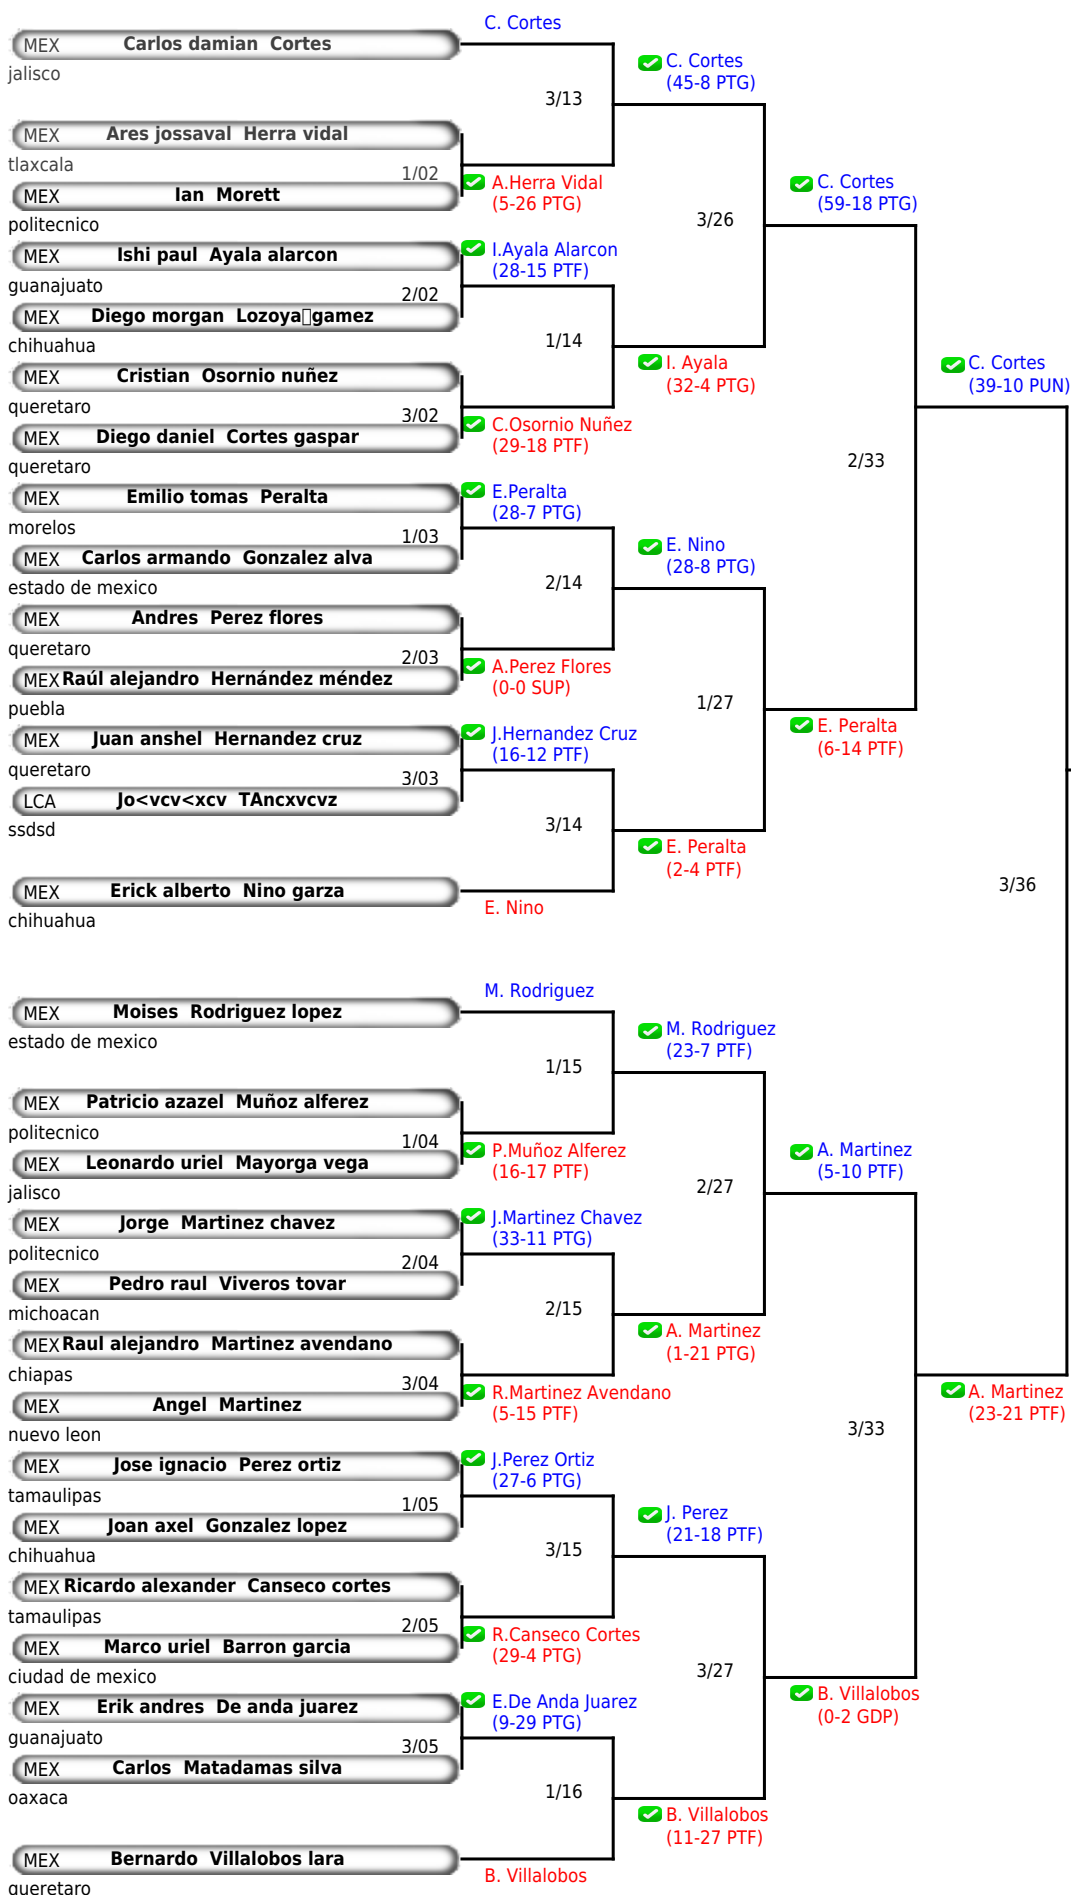 C. Cortes
MEX Carlos damian Cortes
jalisco
C. Cortes
(45-8 PTG)
3/13
MEX Ares jossaval Herra vidal
tlaxcala
1/02
A.Herra Vidal
(5-26 PTG)
MEX Ian Morett
politecnico
C. Cortes
(59-18 PTG)
3/26
MEX Ishi paul Ayala alarcon
guanajuato
I.Ayala Alarcon
(28-15 PTF)
2/02
MEX Diego morgan Lozoya▯gamez
chihuahua
1/14
I. Ayala
(32-4 PTG)
MEX Cristian Osornio nuñez
queretaro
3/02
C.Osornio Nuñez
(29-18 PTF)
MEX Diego daniel Cortes gaspar
queretaro
C. Cortes
(39-10 PUN)
2/33
MEX Emilio tomas Peralta
morelos
E.Peralta
(28-7 PTG)
1/03
MEX Carlos armando Gonzalez alva
estado de mexico
E. Nino
(28-8 PTG)
2/14
MEX Andres Perez flores
queretaro
2/03
A.Perez Flores
(0-0 SUP)
MEX Raúl alejandro Hernández méndez
puebla
1/27
E. Peralta
(6-14 PTF)
MEX Juan anshel Hernandez cruz
queretaro
J.Hernandez Cruz
(16-12 PTF)
3/03
LCA Jo<vcv<xcv TAncxvcvz
ssdsd
3/14
E. Peralta
(2-4 PTF)
MEX Erick alberto Nino garza
chihuahua
E. Nino
3/36
M. Rodriguez
MEX Moises Rodriguez lopez
estado de mexico
M. Rodriguez
(23-7 PTF)
1/15
MEX Patricio azazel Muñoz alferez
politecnico
1/04
P.Muñoz Alferez
(16-17 PTF)
MEX Leonardo uriel Mayorga vega
jalisco
A. Martinez
(5-10 PTF)
2/27
MEX Jorge Martinez chavez
politecnico
J.Martinez Chavez
(33-11 PTG)
2/04
MEX Pedro raul Viveros tovar
michoacan
2/15
A. Martinez
(1-21 PTG)
MEX Raul alejandro Martinez avendano
chiapas
3/04
R.Martinez Avendano
(5-15 PTF)
MEX Angel Martinez
nuevo leon
A. Martinez
(23-21 PTF)
3/33
MEX Jose ignacio Perez ortiz
tamaulipas
J.Perez Ortiz
(27-6 PTG)
1/05
MEX Joan axel Gonzalez lopez
chihuahua
J. Perez
(21-18 PTF)
3/15
MEX Ricardo alexander Canseco cortes
tamaulipas
2/05
R.Canseco Cortes
(29-4 PTG)
MEX Marco uriel Barron garcia
ciudad de mexico
3/27
B. Villalobos
(0-2 GDP)
MEX Erik andres De anda juarez
guanajuato
E.De Anda Juarez
(9-29 PTG)
3/05
MEX Carlos Matadamas silva
oaxaca
1/16
B. Villalobos
(11-27 PTF)
MEX Bernardo Villalobos lara
queretaro
B. Villalobos